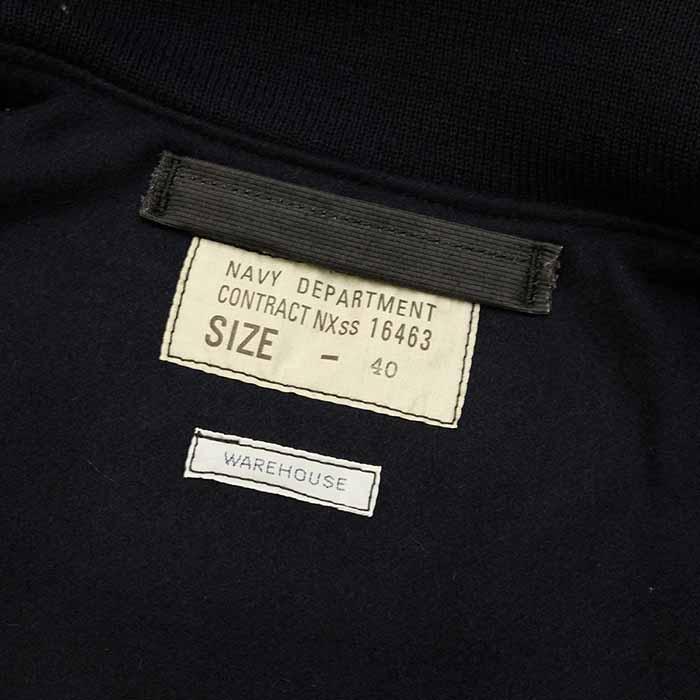 NAVY DEPARTMENT
CONTRACT NXss 16463
SIZE - 40
WAREHOUSE